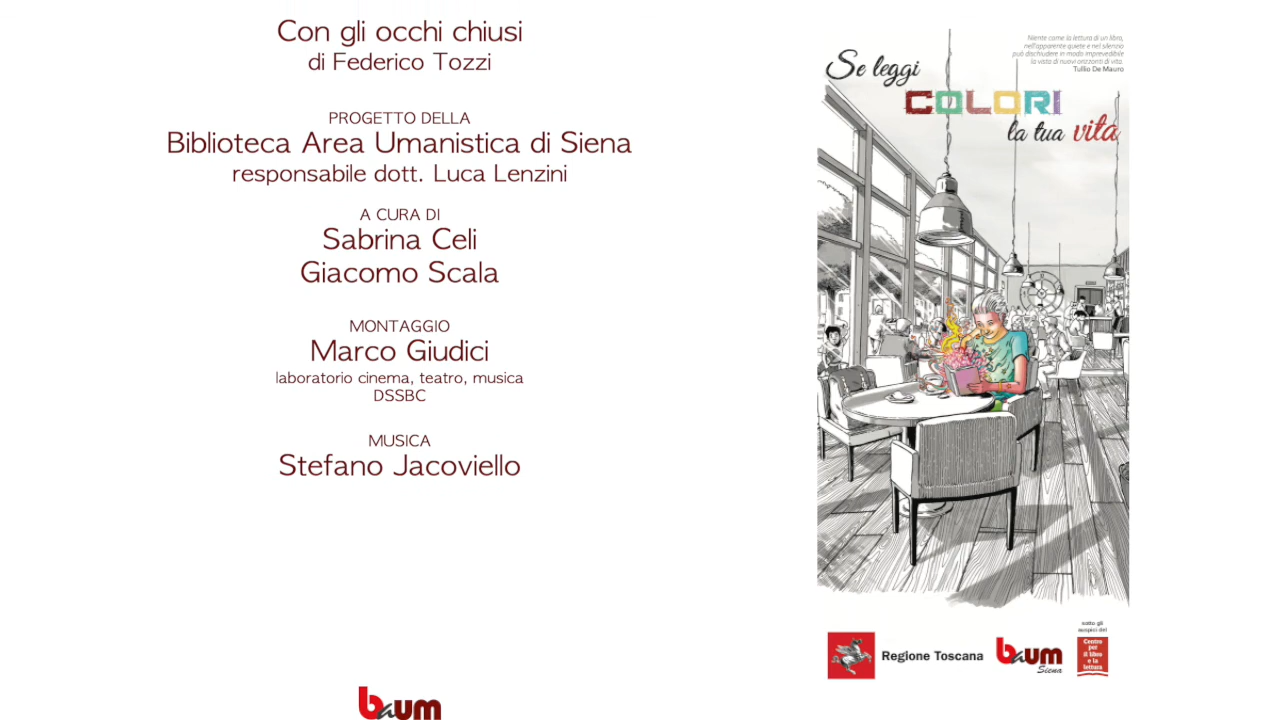 Con gli occhi chiusi
di Federico Tozzi
PROGETTO DELLA
Biblioteca Area Umanistica di Siena
responsabile dott. Luca Lenzini
A CURA DI
Sabrina Celi
Giacomo Scala
MONTAGGIO
Marco Giudici
laboratorio cinema, teatro, musica
DSSBC
MUSICA
Stefano Jacoviello
baUM
Niente come la lettura di un libro,
nell'apparente quiete e nel silenzio
può dischiudere in modo imprevedibile
la vista di nuovi orizzonti di vita.
Tullio De Mauro
Se leggi
COLORI
la tua vita
Regione Toscana
baUM
Siena
sotto gli
auspici del
Centro
per
il libro
e la
lettura